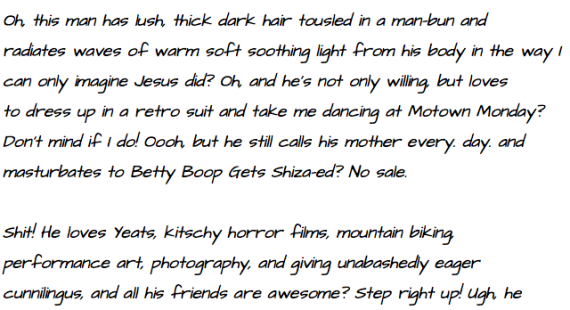 Oh, this man has lush, thick dark hair tousled in a man-bun and
radiates waves of warm soft soothing light from his body in the way I
can only imagine Jesus did? Oh, and he's not only willing, but loves
to dress up in a retro suit and take me dancing at Motown Monday?
Don't mind if I do! Oooh, but he still calls his mother every. day. and
masturbates to Betty Boop Gets Shiza-ed? No sale.
Shit! He loves Yeats, kitschy horror films, mountain biking,
performance art, photography, and giving unabashedly eager
cunnilingus, and all his friends are awesome? Step right up! Ugh, he